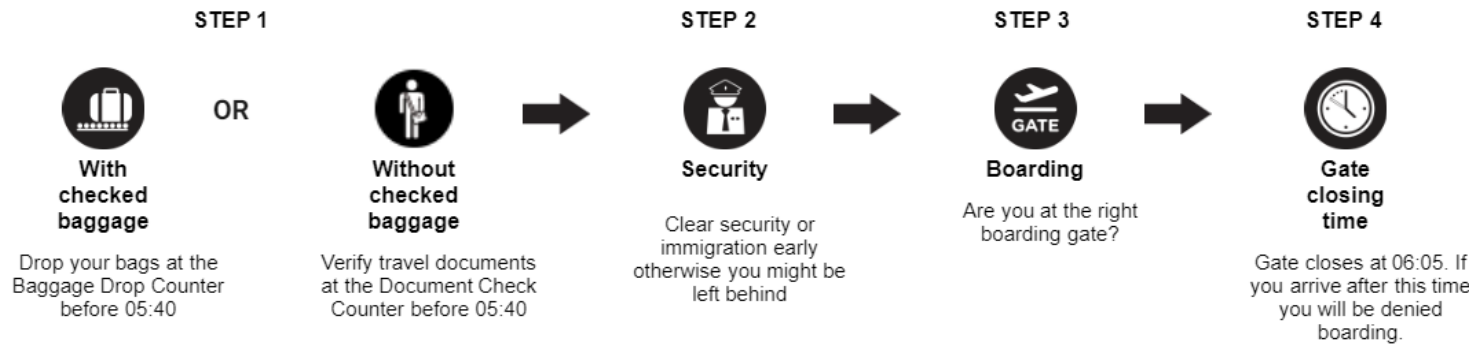 STEP 1
STEP 2
STEP 3
STEP 4
OR
GATE
With
checked
baggage
Drop your bags at the
Baggage Drop Counter
before 05:40
Without
checked
baggage
Verify travel documents
at the Document Check
Counter before 05:40
Security
Clear security or
immigration early
otherwise you might be
left behind
Boarding
Are you at the right
boarding gate?
Gate
closing
time
Gate closes at 06:05. If
you arrive after this time
you will be denied
boarding.